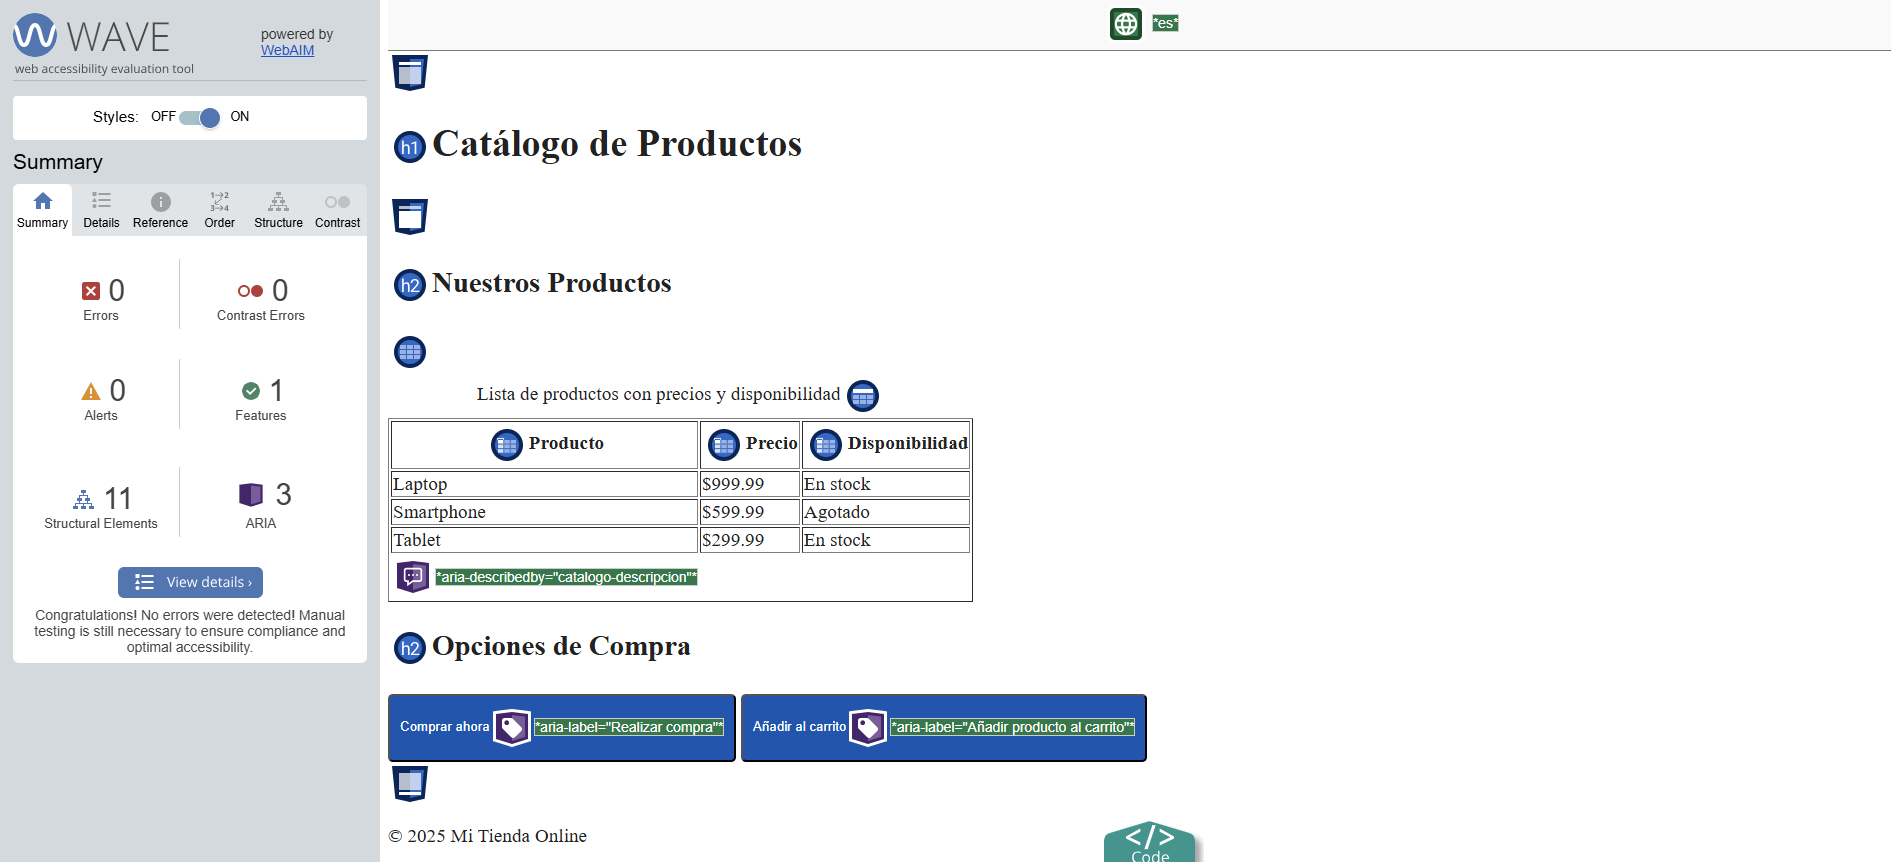 WAVE
powered by
WebAIM
web accessibility evaluation tool
Styles: OFF ON
Summary
Summary Details Reference Order Structure Contrast
0 Errors
0 Contrast Errors
0 Alerts
1 Features
11 Structural Elements
3 ARIA
View details ›
Congratulations! No errors were detected! Manual
testing is still necessary to ensure compliance and
optimal accessibility.
*es*
h1 Catálogo de Productos
h2 Nuestros Productos
Lista de productos con precios y disponibilidad
Producto Precio Disponibilidad
Laptop $999.99 En stock
Smartphone $599.99 Agotado
Tablet $299.99 En stock
*aria-describedby="catalogo-descripcion"*
h2 Opciones de Compra
Comprar ahora *aria-label="Realizar compra"*
Añadir al carrito *aria-label="Añadir producto al carrito"*
© 2025 Mi Tienda Online
</>
Code